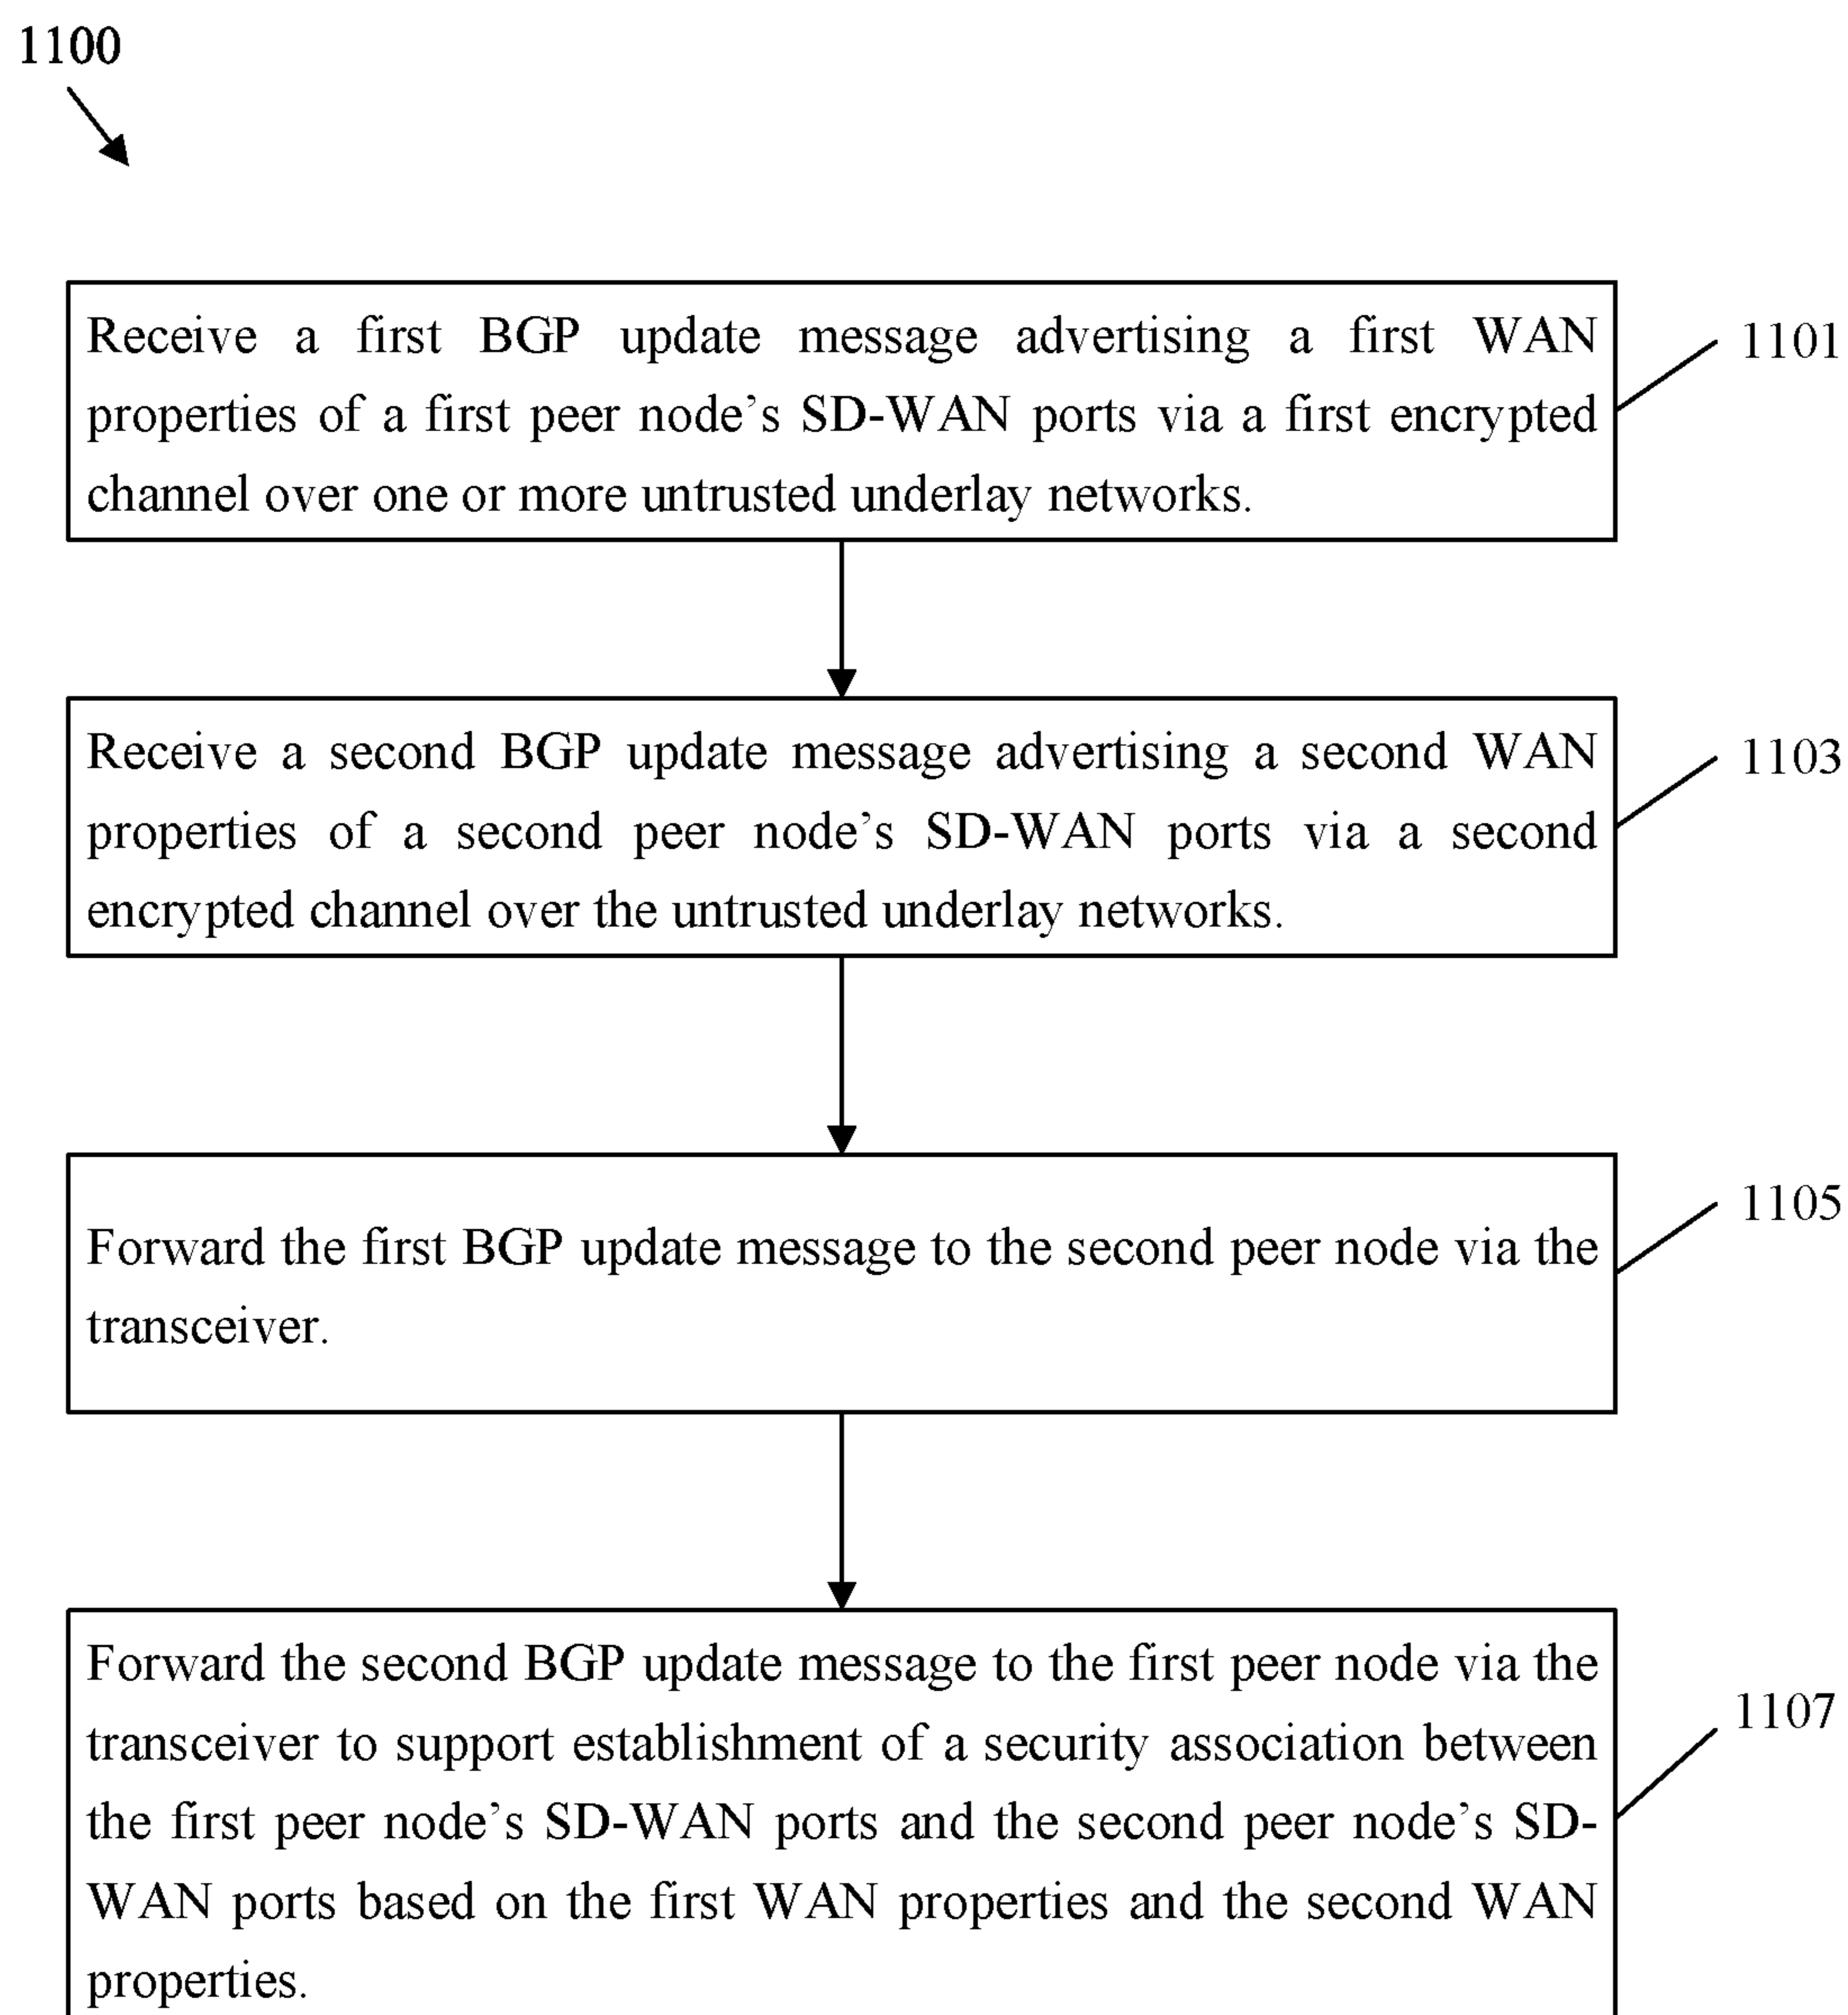 1100
Receive a first BGP update message advertising a first WAN
properties of a first peer node’s SD-WAN ports via a first encrypted
channel over one or more untrusted underlay networks.
1101
Receive a second BGP update message advertising a second WAN
properties of a second peer node’s SD-WAN ports via a second
encrypted channel over the untrusted underlay networks.
1103
Forward the first BGP update message to the second peer node via the
transceiver.
1105
Forward the second BGP update message to the first peer node via the
transceiver to support establishment of a security association between
the first peer node’s SD-WAN ports and the second peer node’s SD-
WAN ports based on the first WAN properties and the second WAN
properties.
1107